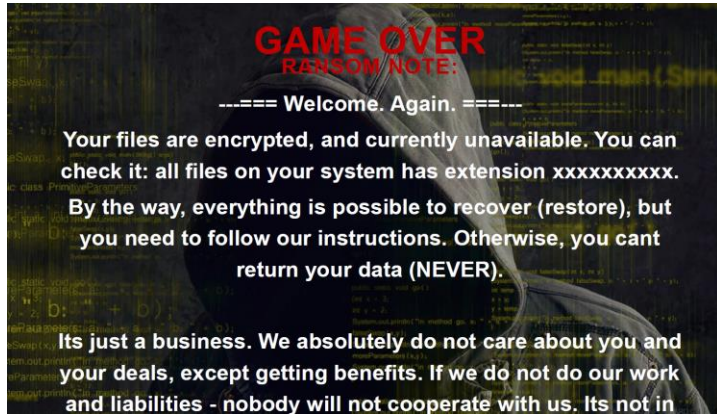 GAME OVER
RANSOM NOTE:
---=== Welcome. Again. ===---
Your files are encrypted, and currently unavailable. You can
check it: all files on your system has extension xxxxxxxxxx.
By the way, everything is possible to recover (restore), but
you need to follow our instructions. Otherwise, you cant
return your data (NEVER).
Its just a business. We absolutely do not care about you and
your deals, except getting benefits. If we do not do our work
and liabilities - nobody will not cooperate with us. Its not in
static void main(Strin